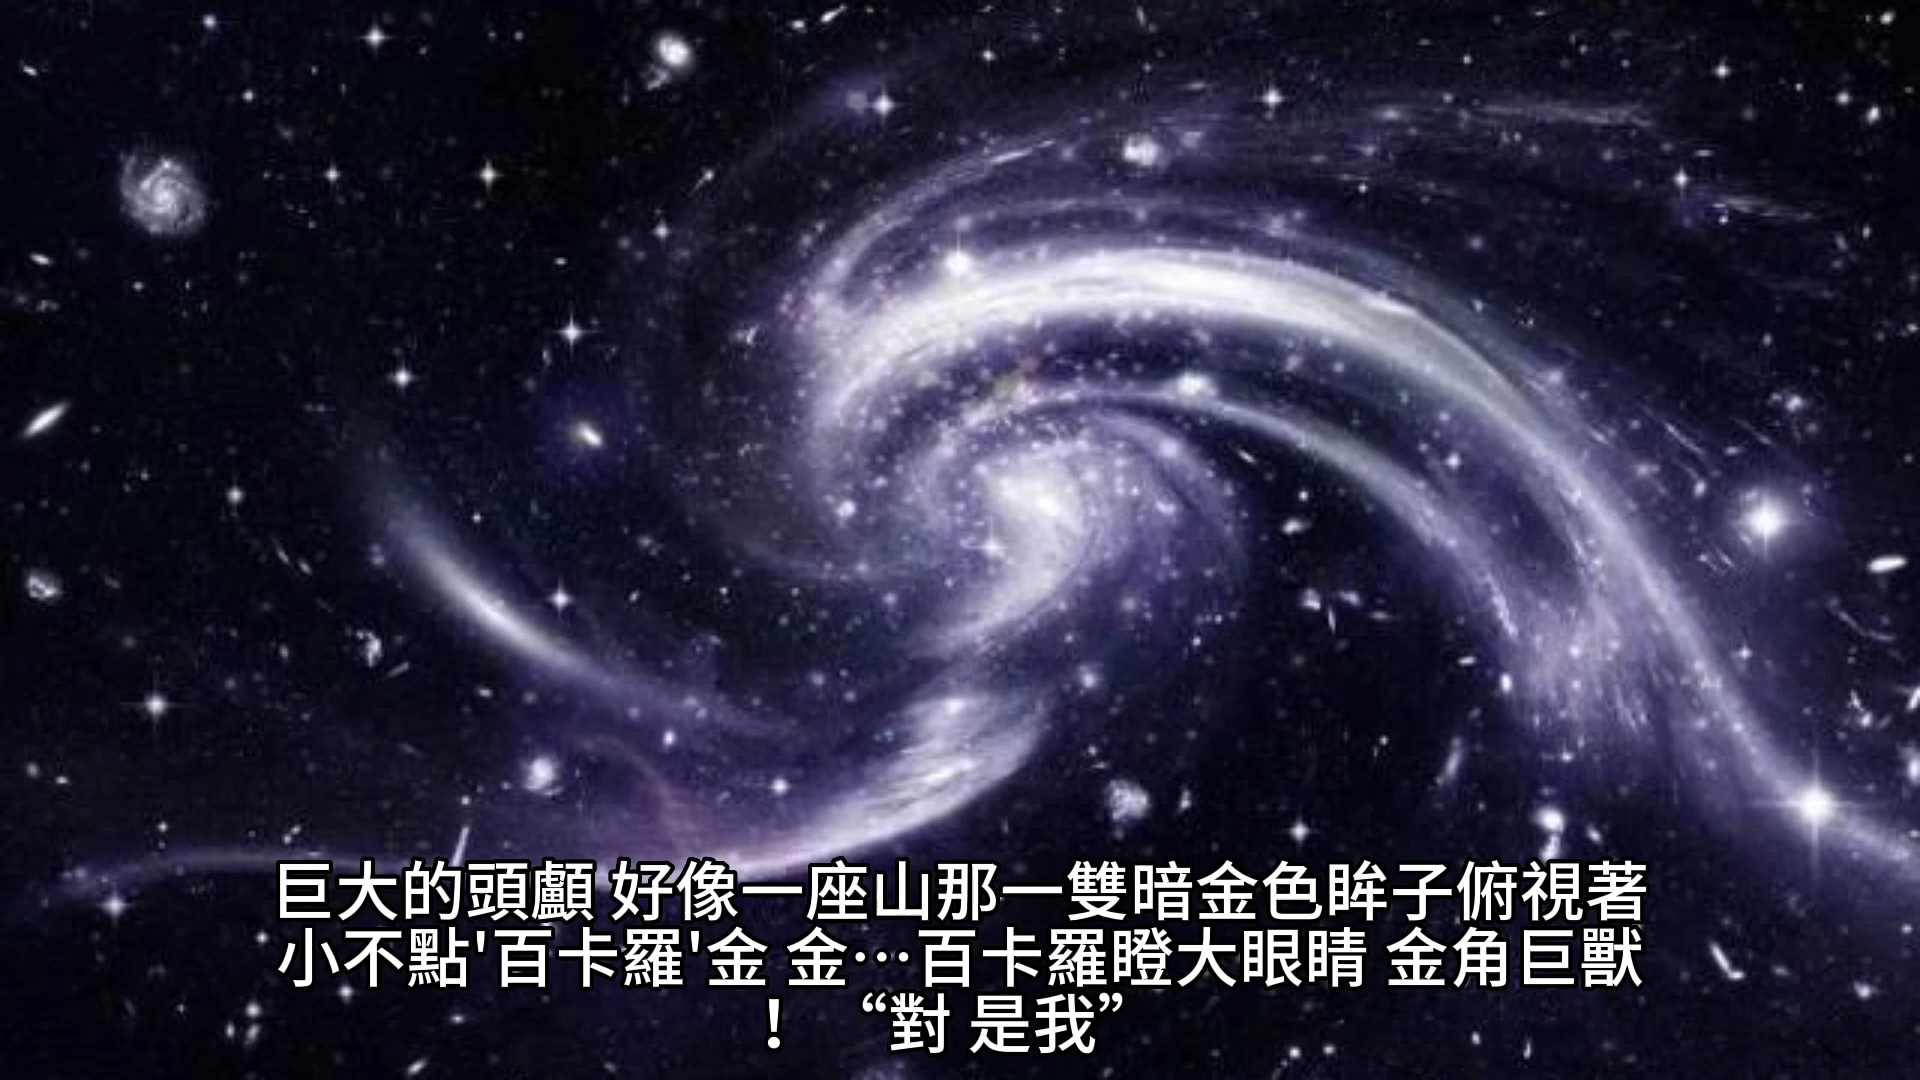 巨大的頭顱 好像一座山那一雙暗金色眸子俯視著
小不點'百卡羅'金 金…百卡羅瞪大眼睛 金角巨獸
！ “對 是我”